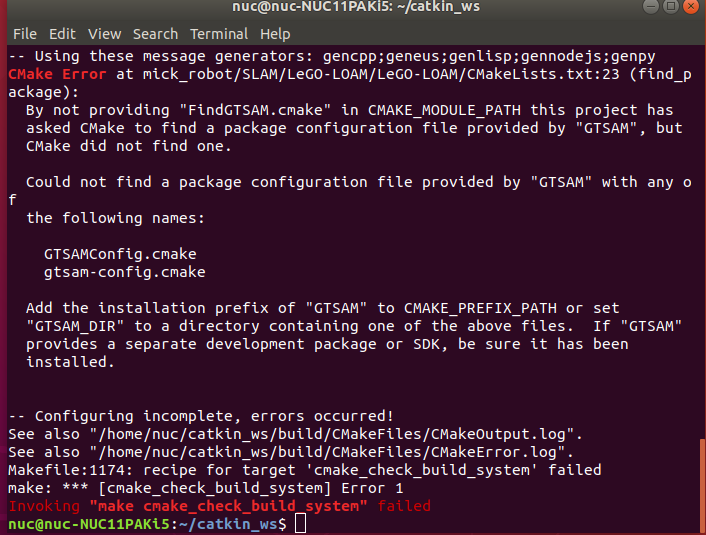 nuc@nuc-NUC11PAKi5: ~/catkin_ws
File Edit View Search Terminal Help
-- Using these message generators: gencpp;geneus;genlisp;gennodejs;genpy
CMake Error at mick_robot/SLAM/LeGO-LOAM/LeGO-LOAM/CMakeLists.txt:23 (find_p
ackage):
  By not providing "FindGTSAM.cmake" in CMAKE_MODULE_PATH this project has
  asked CMake to find a package configuration file provided by "GTSAM", but
  CMake did not find one.

  Could not find a package configuration file provided by "GTSAM" with any o
f
  the following names:

    GTSAMConfig.cmake
    gtsam-config.cmake

  Add the installation prefix of "GTSAM" to CMAKE_PREFIX_PATH or set
  "GTSAM_DIR" to a directory containing one of the above files.  If "GTSAM"
  provides a separate development package or SDK, be sure it has been
  installed.

-- Configuring incomplete, errors occurred!
See also "/home/nuc/catkin_ws/build/CMakeFiles/CMakeOutput.log".
See also "/home/nuc/catkin_ws/build/CMakeFiles/CMakeError.log".
Makefile:1174: recipe for target 'cmake_check_build_system' failed
make: *** [cmake_check_build_system] Error 1
Invoking "make cmake_check_build_system" failed
nuc@nuc-NUC11PAKi5:~/catkin_ws$